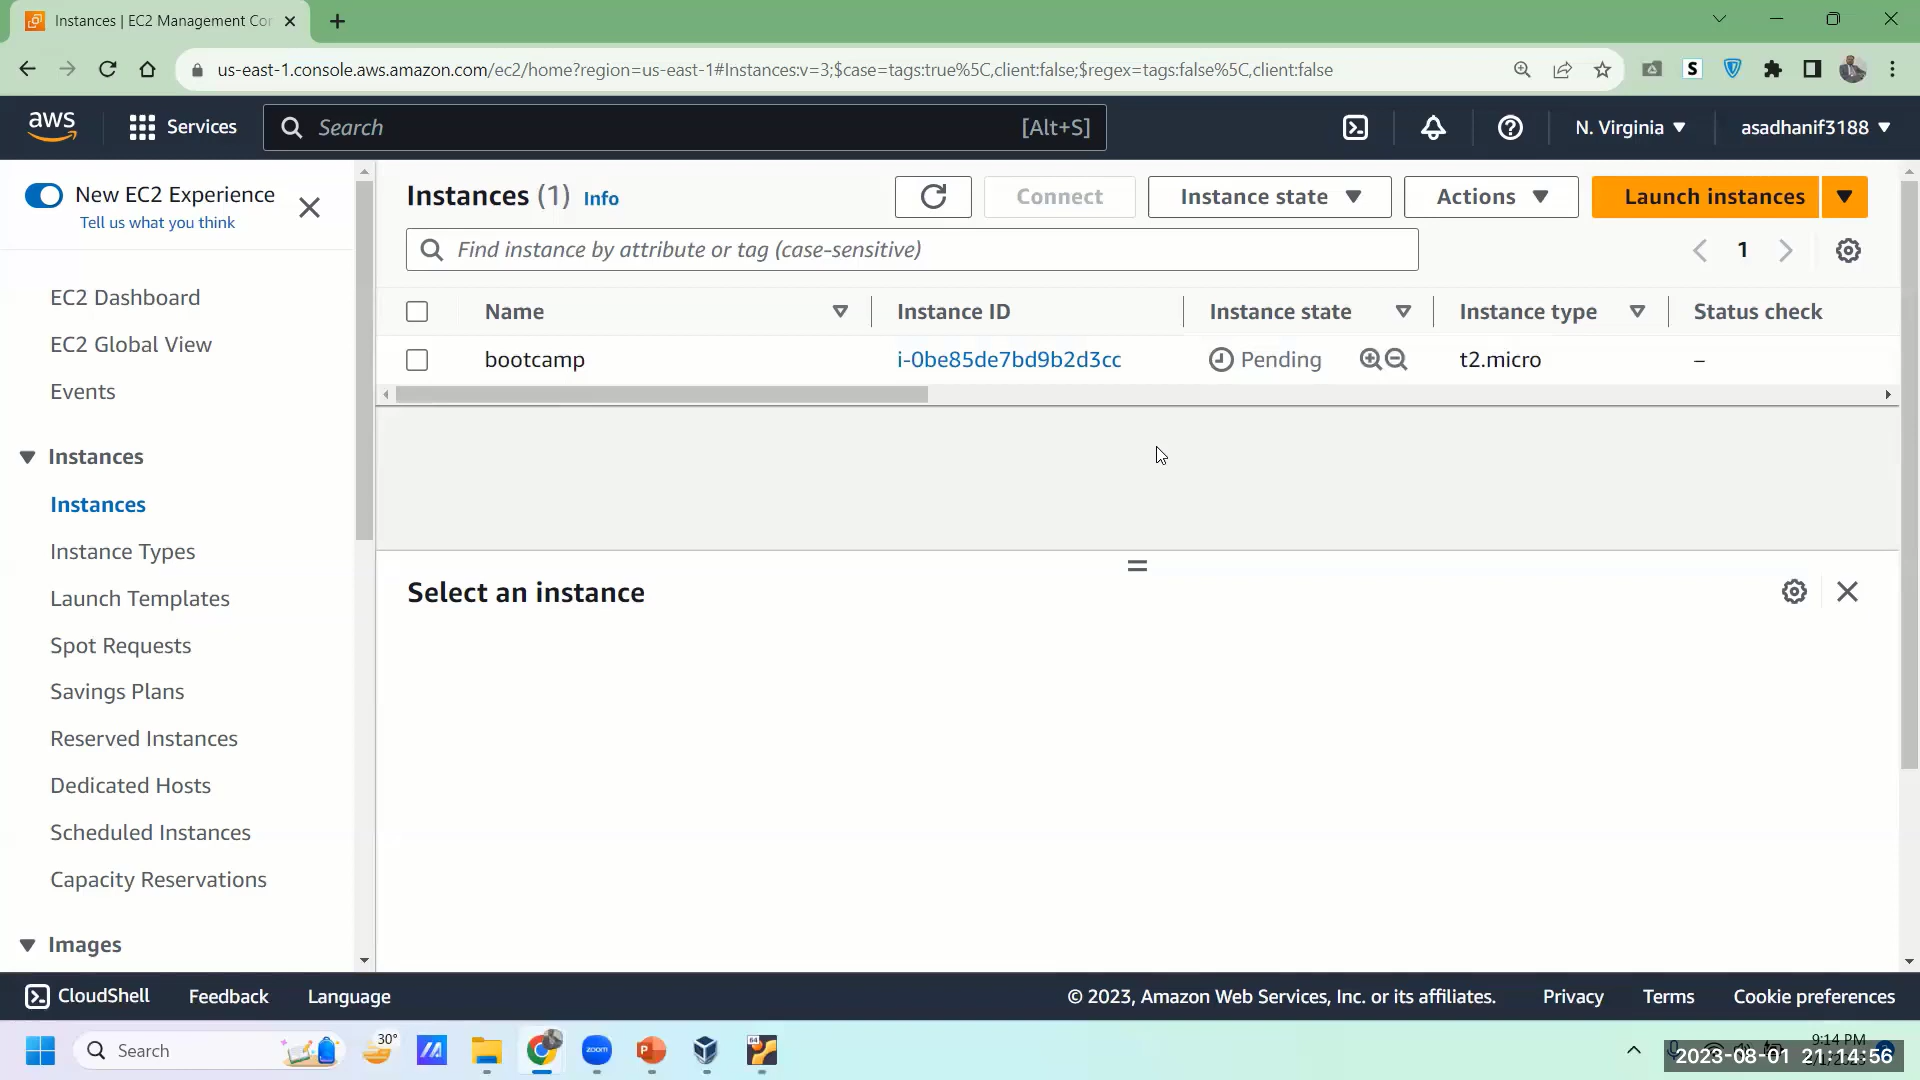 Instances | EC2 Management Cor
us-east-1.console.aws.amazon.com/ec2/home?region=us-east-1#Instances:v=3;$case=tags:true%5C,client:false;$regex=tags:false%5C,client:false
aws
Services
Search
[Alt+S]
N. Virginia
asadhanif3188
New EC2 Experience
Tell us what you think
EC2 Dashboard
EC2 Global View
Events
Instances
Instances
Instance Types
Launch Templates
Spot Requests
Savings Plans
Reserved Instances
Dedicated Hosts
Scheduled Instances
Capacity Reservations
Images
Instances (1) Info
Connect
Instance state
Actions
Launch instances
Find instance by attribute or tag (case-sensitive)
1
Name Instance ID Instance state Instance type Status check
bootcamp i-0be85de7bd9b2d3cc Pending t2.micro –
Select an instance
CloudShell Feedback Language
© 2023, Amazon Web Services, Inc. or its affiliates. Privacy Terms Cookie preferences
Search
30°
zoom
64
9:14 PM
2023-08-01 21:14:56